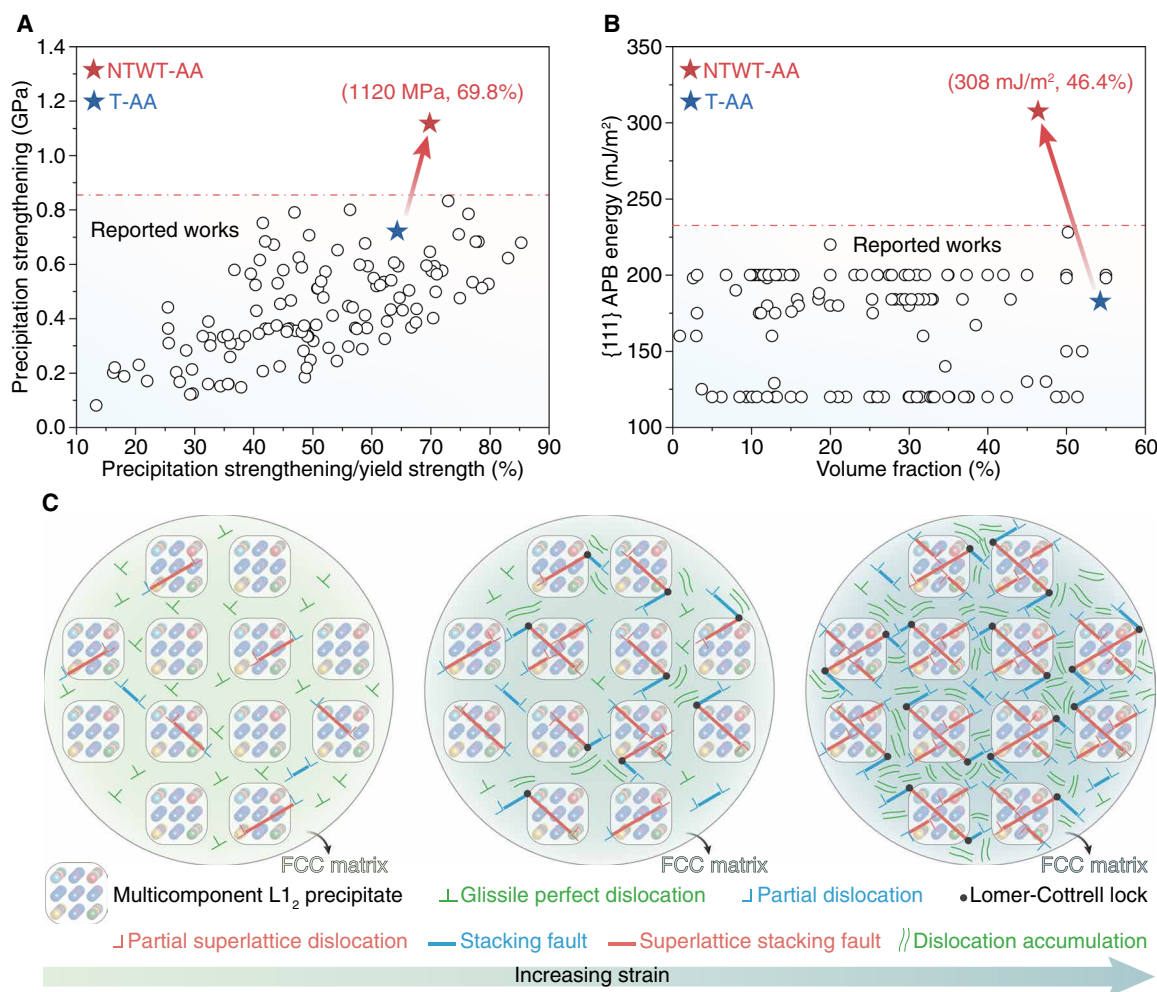 A
Precipitation strengthening (GPa)
1.4
1.2
1.0
0.8
0.6
0.4
0.2
0.0
NTWT-AA
T-AA
(1120 MPa, 69.8%)
Reported works
10 20 30 40 50 60 70 80 90
Precipitation strengthening/yield strength (%)
B
{111} APB energy (mJ/m²)
350
300
250
200
150
100
NTWT-AA
T-AA
(308 mJ/m², 46.4%)
Reported works
0 10 20 30 40 50 60
Volume fraction (%)
C
FCC matrix FCC matrix FCC matrix
Multicomponent L1₂ precipitate Glissile perfect dislocation Partial dislocation Lomer-Cottrell lock
Partial superlattice dislocation Stacking fault Superlattice stacking fault Dislocation accumulation
Increasing strain